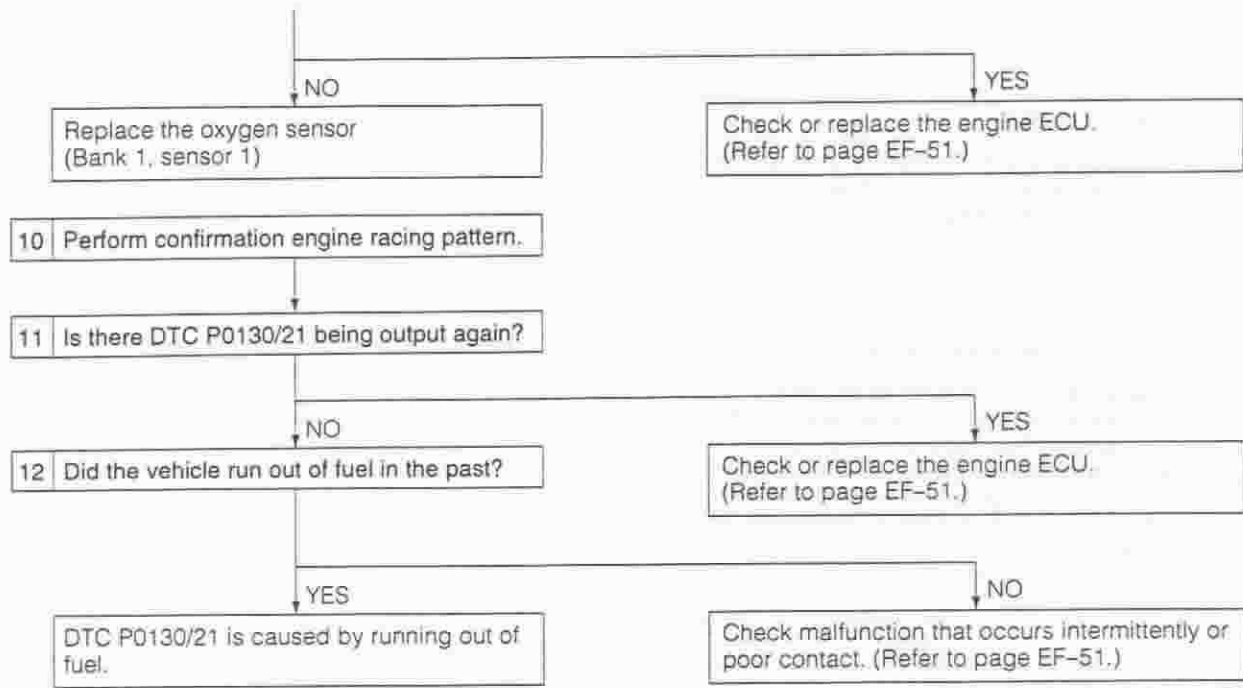 NO
YES
Replace the oxygen sensor
(Bank 1, sensor 1)
Check or replace the engine ECU.
(Refer to page EF–51.)
10 Perform confirmation engine racing pattern.
11 Is there DTC P0130/21 being output again?
NO
YES
12 Did the vehicle run out of fuel in the past?
Check or replace the engine ECU.
(Refer to page EF–51.)
YES
NO
DTC P0130/21 is caused by running out of
fuel.
Check malfunction that occurs intermittently or
poor contact. (Refer to page EF–51.)